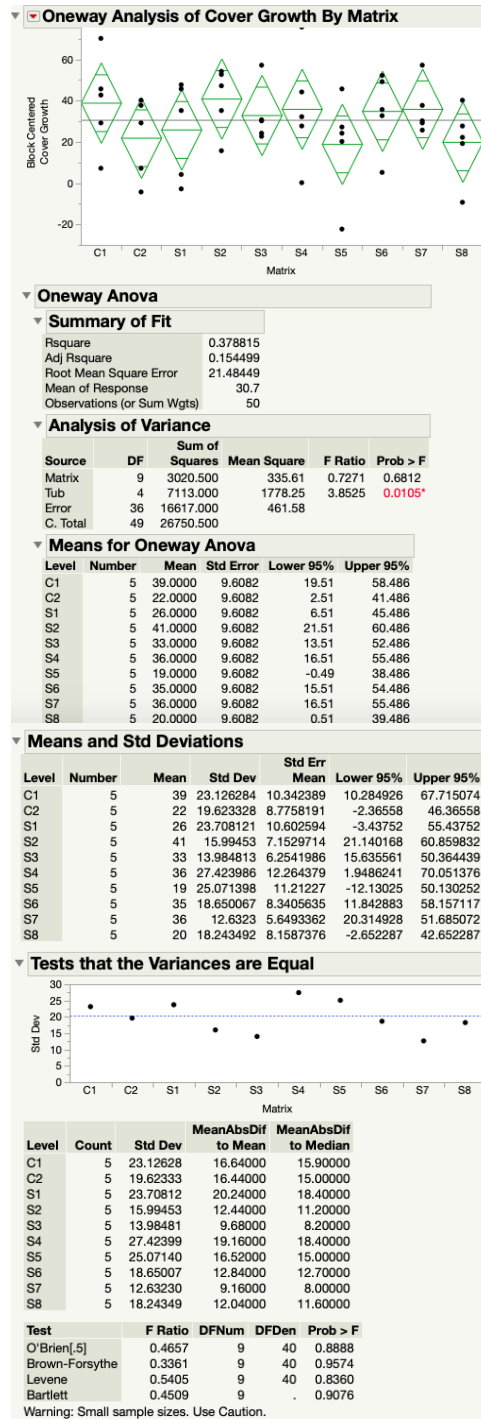 Oneway Analysis of Cover Growth By Matrix
Block Centered
Cover Growth
60
40
20
0
-20
C1 C2 S1 S2 S3 S4 S5 S6 S7 S8
Matrix
Oneway Anova
Summary of Fit
Rsquare 0.378815
Adj Rsquare 0.154499
Root Mean Square Error 21.48449
Mean of Response 30.7
Observations (or Sum Wgts) 50
Analysis of Variance
Sum of
Source DF Squares Mean Square F Ratio Prob > F
Matrix 9 3020.500 335.61 0.7271 0.6812
Tub 4 7113.000 1778.25 3.8525 0.0105*
Error 36 16617.000 461.58
C. Total 49 26750.500
Means for Oneway Anova
Level Number Mean Std Error Lower 95% Upper 95%
C1 5 39.0000 9.6082 19.51 58.486
C2 5 22.0000 9.6082 2.51 41.486
S1 5 26.0000 9.6082 6.51 45.486
S2 5 41.0000 9.6082 21.51 60.486
S3 5 33.0000 9.6082 13.51 52.486
S4 5 36.0000 9.6082 16.51 55.486
S5 5 19.0000 9.6082 -0.49 38.486
S6 5 35.0000 9.6082 15.51 54.486
S7 5 36.0000 9.6082 16.51 55.486
S8 5 20.0000 9.6082 0.51 39.486
Means and Std Deviations
Std Err
Level Number Mean Std Dev Mean Lower 95% Upper 95%
C1 5 39 23.126284 10.342389 10.284926 67.715074
C2 5 22 19.623328 8.7758191 -2.36558 46.36558
S1 5 26 23.708121 10.602594 -3.43752 55.43752
S2 5 41 15.99453 7.1529714 21.140168 60.859832
S3 5 33 13.984813 6.2541986 15.635561 50.364439
S4 5 36 27.423986 12.264379 1.9486241 70.051376
S5 5 19 25.071398 11.21227 -12.13025 50.130252
S6 5 35 18.650067 8.3405635 11.842883 58.157117
S7 5 36 12.6323 5.6493362 20.314928 51.685072
S8 5 20 18.243492 8.1587376 -2.652287 42.652287
Tests that the Variances are Equal
Std Dev
30
25
20
15
10
5
0
C1 C2 S1 S2 S3 S4 S5 S6 S7 S8
Matrix
MeanAbsDif MeanAbsDif
Level Count Std Dev to Mean to Median
C1 5 23.12628 16.64000 15.90000
C2 5 19.62333 16.44000 15.00000
S1 5 23.70812 20.24000 18.40000
S2 5 15.99453 12.44000 11.20000
S3 5 13.98481 9.68000 8.20000
S4 5 27.42399 19.16000 18.40000
S5 5 25.07140 16.52000 15.00000
S6 5 18.65007 12.84000 12.70000
S7 5 12.63230 9.16000 8.00000
S8 5 18.24349 12.04000 11.60000
Test F Ratio DFNum DFDen Prob > F
O'Brien[.5] 0.4657 9 40 0.8888
Brown-Forsythe 0.3361 9 40 0.9574
Levene 0.5405 9 40 0.8360
Bartlett 0.4509 9 . 0.9076
Warning: Small sample sizes. Use Caution.